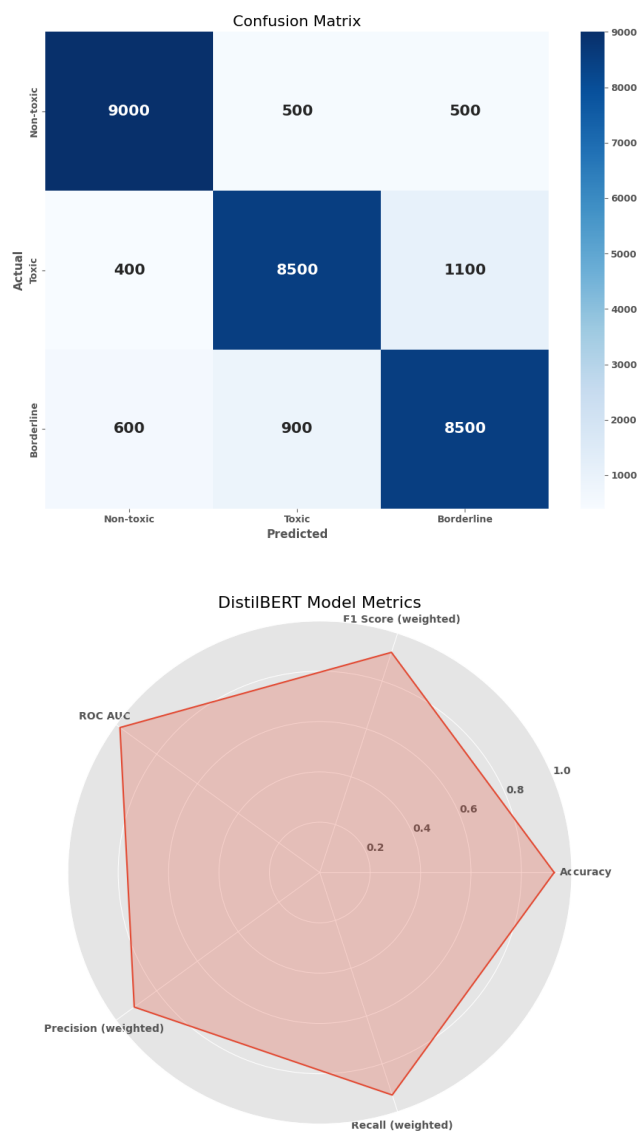 Confusion Matrix
Actual
Non-toxic
Toxic
Borderline
9000 500 500
400 8500 1100
600 900 8500
Non-toxic Toxic Borderline
Predicted
9000
8000
7000
6000
5000
4000
3000
2000
1000
DistilBERT Model Metrics
F1 Score (weighted)
ROC AUC
1.0
0.8
0.6
0.4
0.2
Accuracy
Precision (weighted)
Recall (weighted)